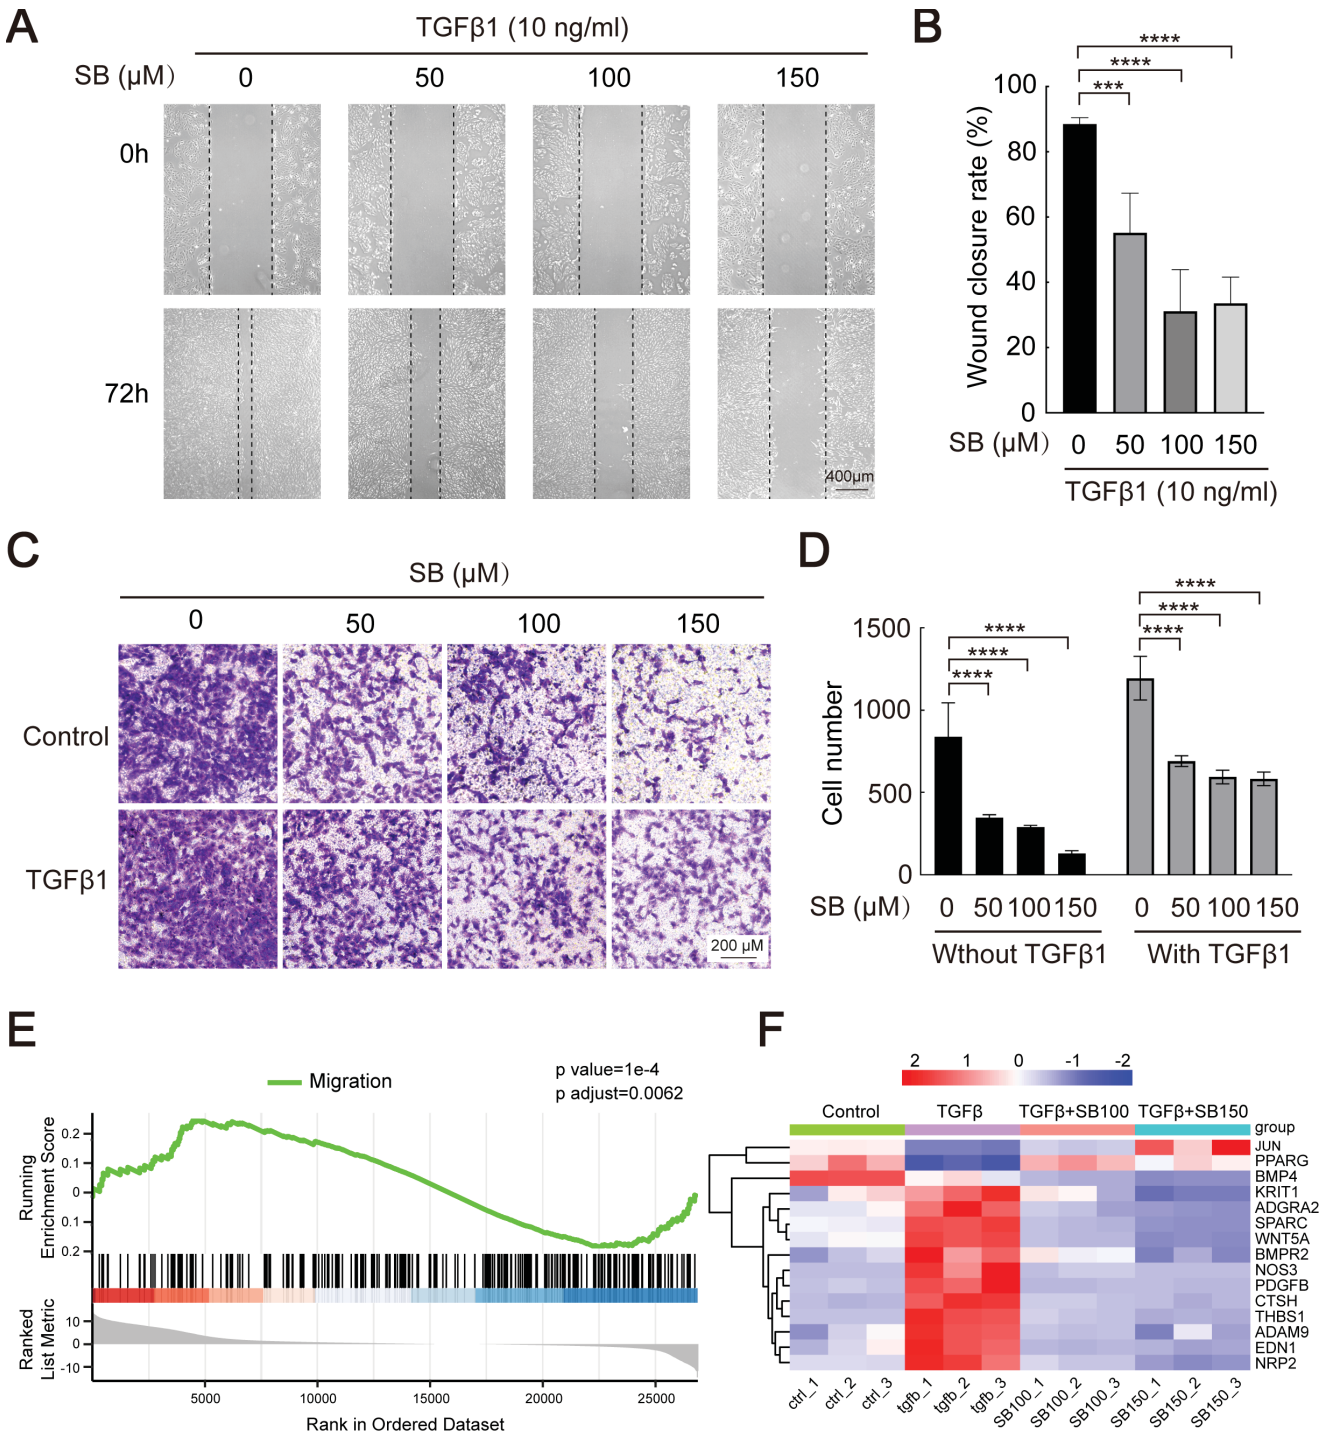 A
TGFβ1 (10 ng/ml)
SB (μM)
0 50 100 150
0h
72h
400μm
B
****
****
***
Wound closure rate (%)
100
80
60
40
20
0
SB (μM) 0 50 100 150
TGFβ1 (10 ng/ml)
C
SB (μM)
0 50 100 150
Control
TGFβ1
200 μM
D
****
****
****
****
****
****
Cell number
1500
1000
500
0
SB (μM) 0 50 100 150 0 50 100 150
Wthout TGFβ1 With TGFβ1
E
Migration
p value=1e-4
p adjust=0.0062
Running
Enrichment Score
0.2
0.1
0
0.1
0.2
Ranked
List Metric
10
0
-10
5000 10000 15000 20000 25000
Rank in Ordered Dataset
F
2 1 0 -1 -2
Control TGFβ TGFβ+SB100 TGFβ+SB150
group
JUN
PPARG
BMP4
KRIT1
ADGRA2
SPARC
WNT5A
BMPR2
NOS3
PDGFB
CTSH
THBS1
ADAM9
EDN1
NRP2
ctrl_1 ctrl_2 ctrl_3 tgfb_1 tgfb_2 tgfb_3 SB100_1 SB100_2 SB100_3 SB150_1 SB150_2 SB150_3